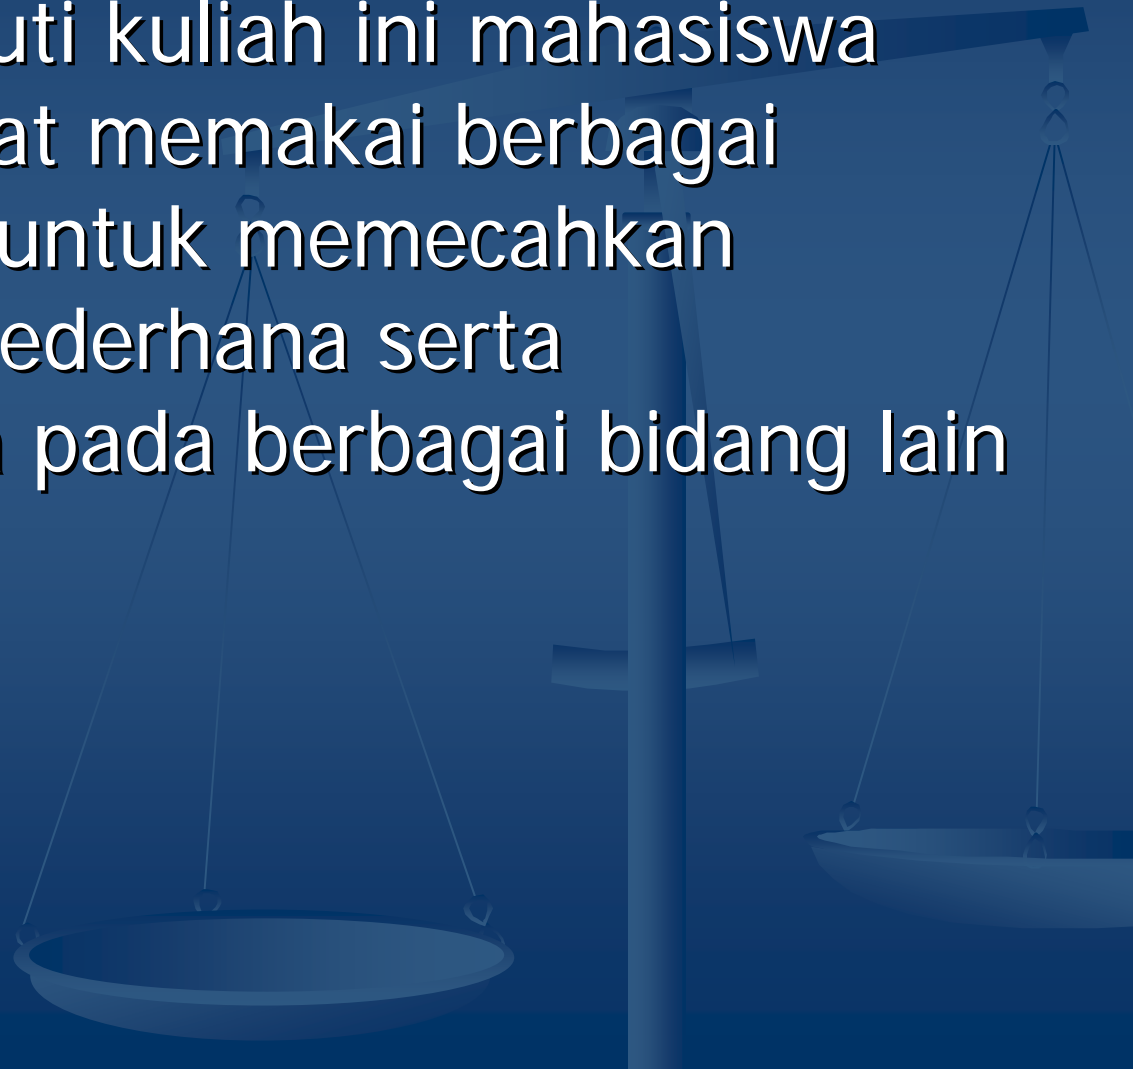 uti kuliah ini mahasiswa
at memakai berbagai
untuk memecahkan
ederhana serta
pada berbagai bidang lain